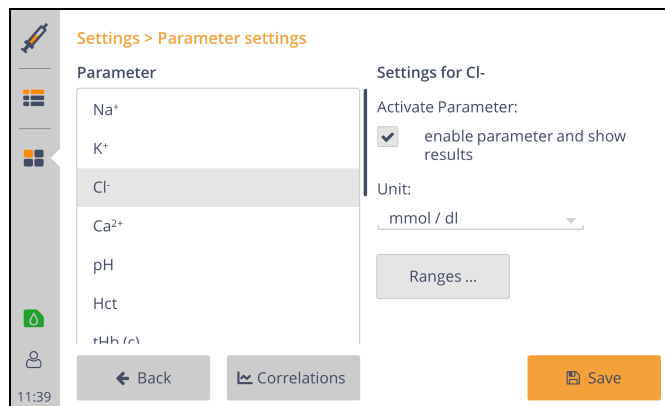 Settings > Parameter settings
Parameter
Settings for Cl-
Na⁺
K⁺
Cl⁻
Ca²⁺
pH
Hct
tHb (c)
Activate Parameter:
enable parameter and show
results
Unit:
mmol / dl
Ranges ...
Back
Correlations
Save
11:39